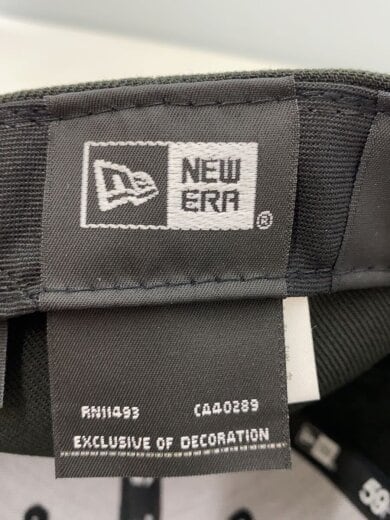 NEW
ERA®
RN11493 CA40289
EXCLUSIVE OF DECORATION